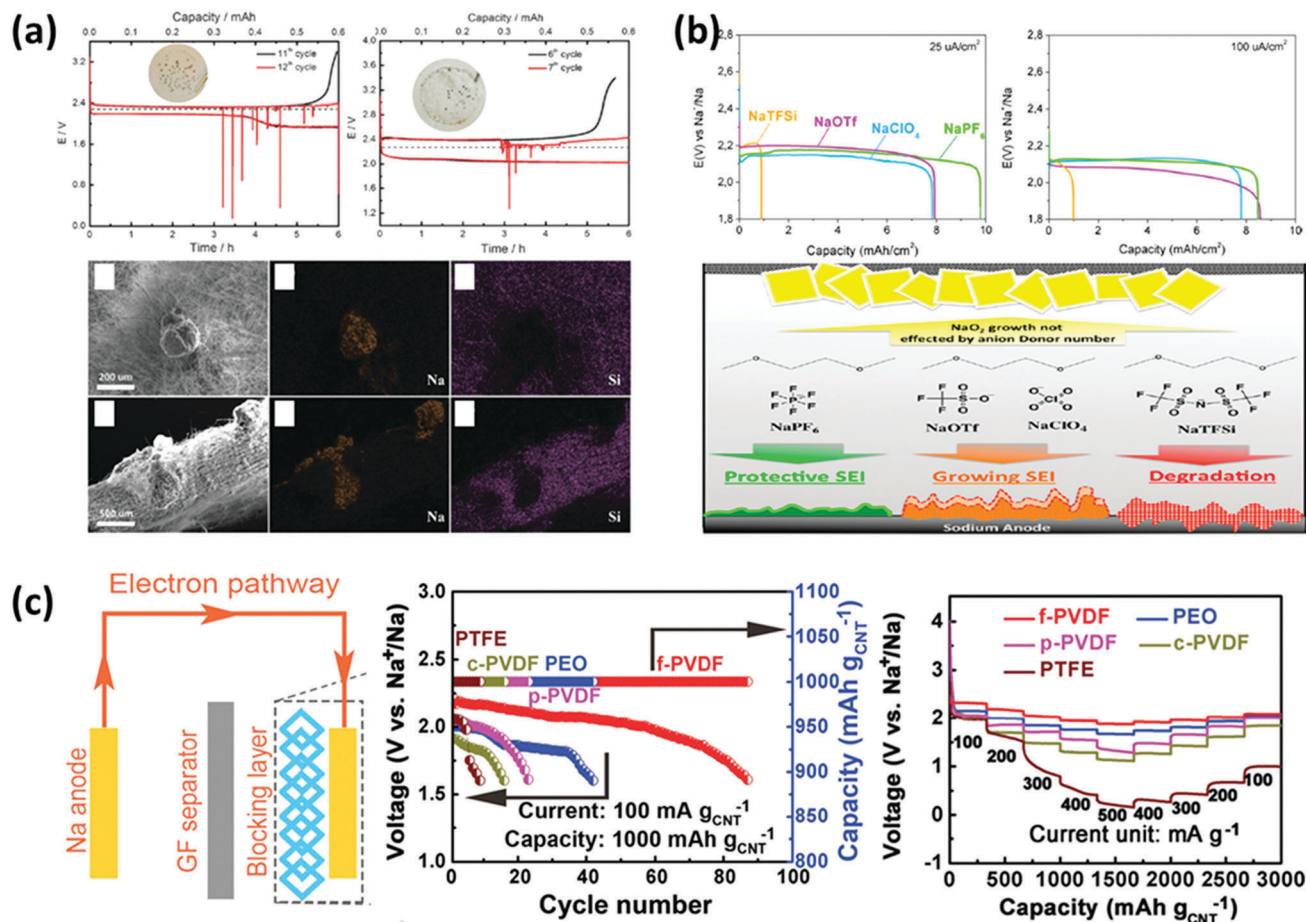 (a)
Capacity / mAh
0.0 0.1 0.2 0.3 0.4 0.5 0.6
11th cycle
12th cycle
3.6
3.0
2.4
1.8
1.2
0.6
E / V
0 1 2 3 4 5 6
Time / h
Capacity / mAh
0.0 0.2 0.4 0.6
6th cycle
7th cycle
4.0
3.6
3.2
2.8
2.4
2.0
1.6
1.2
E / V
0 1 2 3 4 5 6
Time / h
200 um
Na
Si
500 um
Na
Si
(b)
25 uA/cm²
2,8
2,6
2,4
2,2
2,0
1,8
E(V) vs Na⁺/Na
NaTFSi
NaOTf
NaClO₄
NaPF₆
0 2 4 6 8 10
Capacity (mAh/cm²)
100 uA/cm²
2,8
2,6
2,4
2,2
2,0
1,8
E(V) vs Na⁺/Na
0 2 4 6 8 10
Capacity (mAh/cm²)
NaO₂ growth not
effected by anion Donor number
NaPF₆
NaOTf
NaClO₄
NaTFSi
Protective SEI
Growing SEI
Degradation
Sodium Anode
(c)
Electron pathway
Na anode
GF separator
Blocking layer
Voltage (V vs. Na⁺/Na)
3.0
2.5
2.0
1.5
1.0
PTFE
c-PVDF
PEO
f-PVDF
p-PVDF
Current: 100 mA gCNT⁻¹
Capacity: 1000 mAh gCNT⁻¹
0 20 40 60 80 100
Cycle number
1100
1050
1000
950
900
850
800
Capacity (mAh gCNT⁻¹)
Voltage (V vs. Na⁺/Na)
4
3
2
1
0
-1
f-PVDF
PEO
p-PVDF
c-PVDF
PTFE
100
200
300
400
500
400
300
200
100
Current unit: mA g⁻¹
0 500 1000 1500 2000 2500 3000
Capacity (mAh gCNT⁻¹)